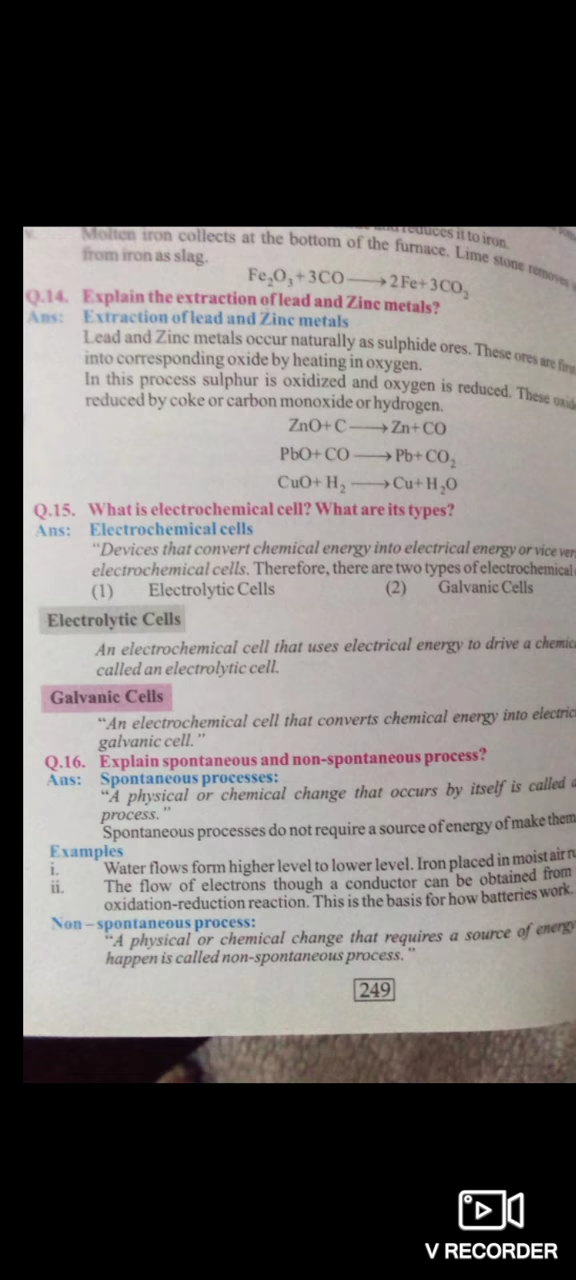 v. and reduces it to iron.
Molten iron collects at the bottom of the furnace. Lime stone removes
from iron as slag.
Fe₂O₃+3CO⟶2Fe+3CO₂
Q.14. Explain the extraction of lead and Zinc metals?
Ans: Extraction of lead and Zinc metals
Lead and Zinc metals occur naturally as sulphide ores. These ores are
into corresponding oxide by heating in oxygen.
In this process sulphur is oxidized and oxygen is reduced. These
reduced by coke or carbon monoxide or hydrogen.
ZnO+C⟶Zn+CO
PbO+CO⟶Pb+CO₂
CuO+H₂⟶Cu+H₂O
Q.15. What is electrochemical cell? What are its types?
Ans: Electrochemical cells
“Devices that convert chemical energy into electrical energy or vice
electrochemical cells. Therefore, there are two types of electrochemical
(1) Electrolytic Cells (2) Galvanic Cells
Electrolytic Cells
An electrochemical cell that uses electrical energy to drive a
called an electrolytic cell.
Galvanic Cells
“An electrochemical cell that converts chemical energy into
galvanic cell.”
Q.16. Explain spontaneous and non-spontaneous process?
Ans: Spontaneous processes:
“A physical or chemical change that occurs by itself is called a
process.”
Spontaneous processes do not require a source of energy of make them
Examples
i. Water flows form higher level to lower level. Iron placed in moist air
ii. The flow of electrons though a conductor can be obtained from
oxidation-reduction reaction. This is the basis for how batteries work.
Non – spontaneous process:
“A physical or chemical change that requires a source of energy
happen is called non-spontaneous process.”
249
V RECORDER